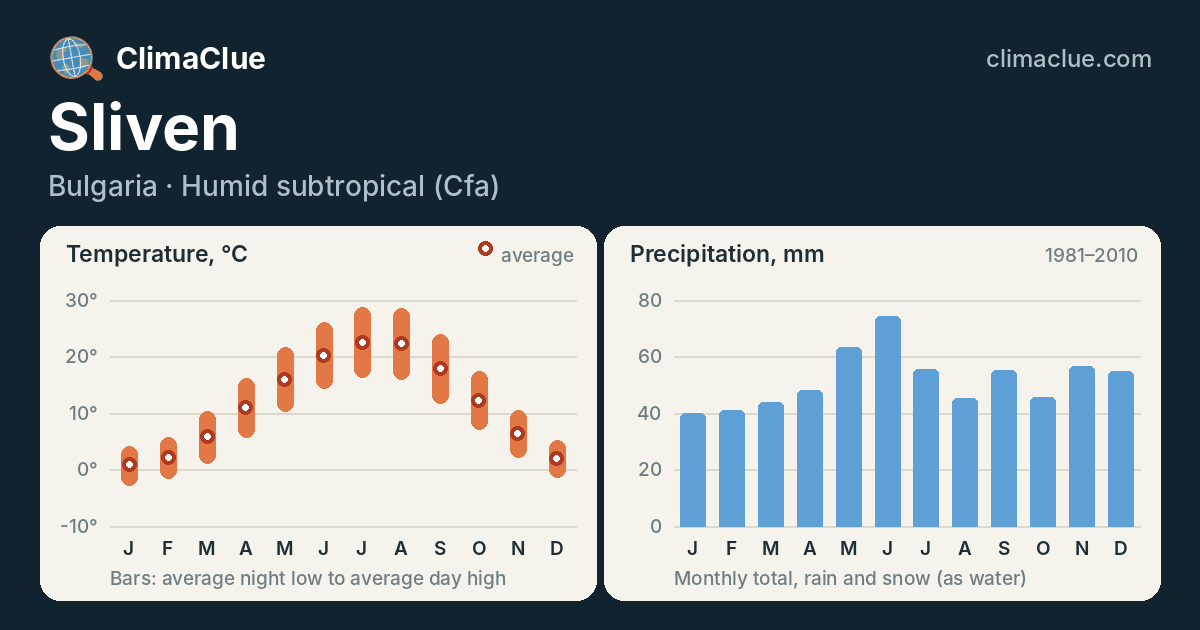 ClimaClue
climaclue.com
Sliven
Bulgaria · Humid subtropical (Cfa)
Temperature, °C
average
30°
20°
10°
0°
-10°
J F M A M J J A S O N D
Bars: average night low to average day high
Precipitation, mm
1981–2010
80
60
40
20
0
J F M A M J J A S O N D
Monthly total, rain and snow (as water)